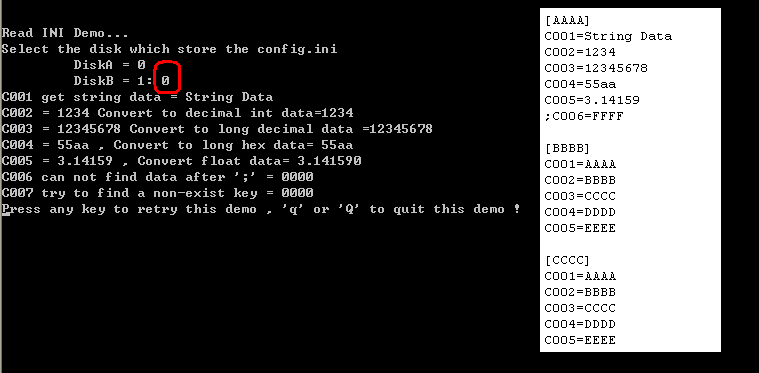 Read INI Demo...
Select the disk which store the config.ini
DiskA = 0
DiskB = 1: 0
C001 get string data = String Data
C002 = 1234 Convert to decimal int data=1234
C003 = 12345678 Convert to long decimal data =12345678
C004 = 55aa , Convert to long hex data= 55aa
C005 = 3.14159 , Convert float data= 3.141590
C006 can not find data after ';' = 0000
C007 try to find a non-exist key = 0000
Press any key to retry this demo , 'q' or 'Q' to quit this demo !
[AAAA]
C001=String Data
C002=1234
C003=12345678
C004=55aa
C005=3.14159
;C006=FFFF
[BBBB]
C001=AAAA
C002=BBBB
C003=CCCC
C004=DDDD
C005=EEEE
[CCCC]
C001=AAAA
C002=BBBB
C003=CCCC
C004=DDDD
C005=EEEE